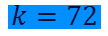 k = 72